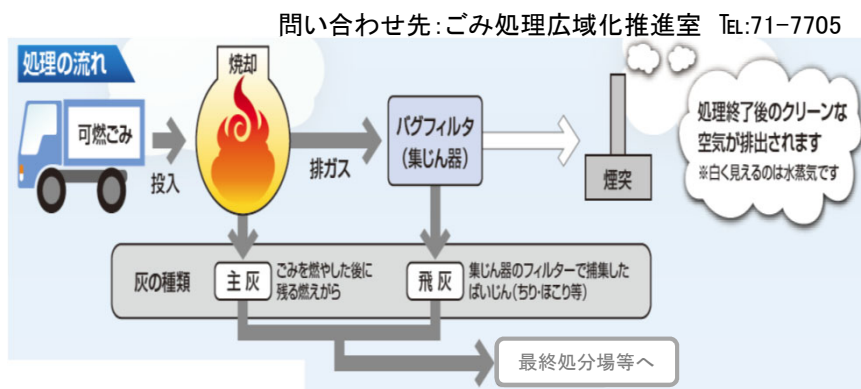 問い合わせ先:ごみ処理広域化推進室 ℡:71-7705
処理の流れ
可燃ごみ
投入
焼却
排ガス
バグフィルタ
(集じん器)
煙突
処理終了後のクリーンな
空気が排出されます
※白く見えるのは水蒸気です
灰の種類
主灰
ごみを燃やした後に
残る燃えがら
飛灰
集じん器のフィルターで捕集した
ばいじん(ちり・ほこり等)
最終処分場等へ